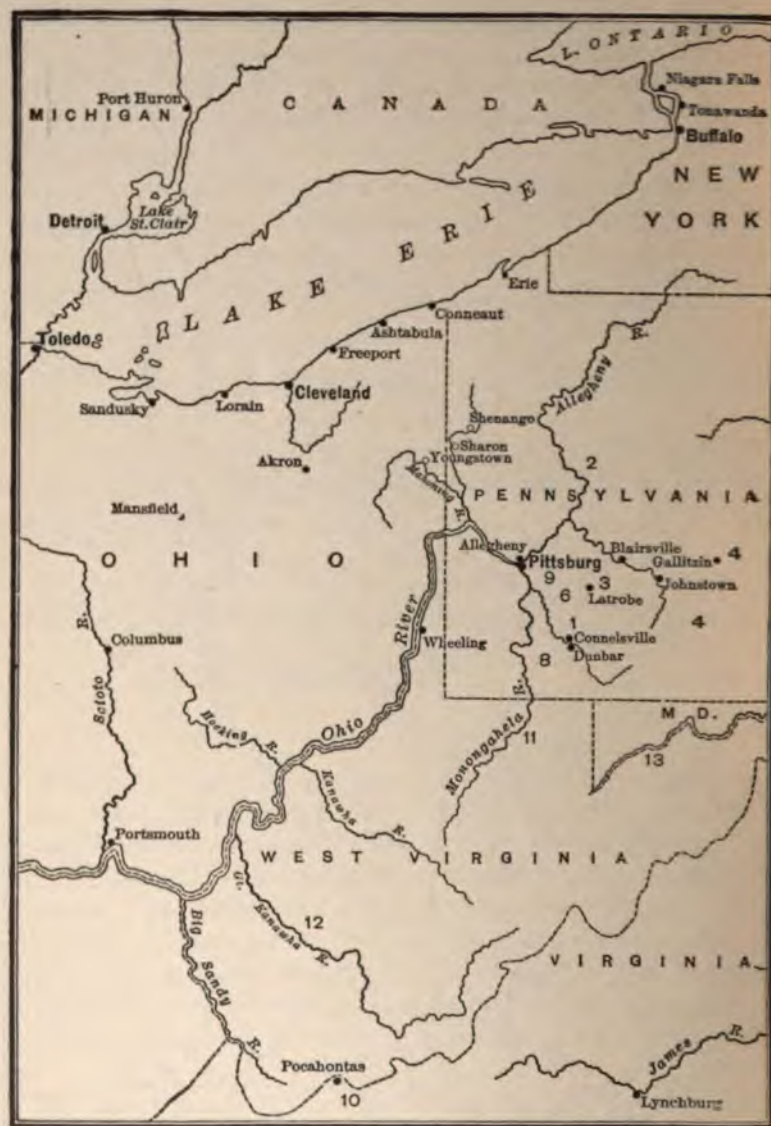 L. ONTARIO
Niagara Falls
Port Huron
CANADA
Tonawanda
MICHIGAN
Buffalo
NEW
YORK
Lake
St. Clair
Detroit
LAKE ERIE
Erie
Conneaut
Ashtabula
Toledo
Freeport
Cleveland
Sandusky
Lorain
Allegheny R.
Shenango
Sharon
Youngstown
Akron
Mahoning R.
2
PENNSYLVANIA
Mansfield
OHIO
Allegheny
Pittsburg
Blairsville
Gallitzin
4
9
Johnstown
6
3
Latrobe
1
4
Connelsville
Dunbar
8
Wheeling
Ohio River
Columbus
Scioto R.
Hocking R.
Monongahela R.
11
MD.
13
Kanawha R.
Portsmouth
WEST VIRGINIA
Kanawha R.
12
Big Sandy R.
VIRGINIA
Pocahontas
10
James R.
Lynchburg